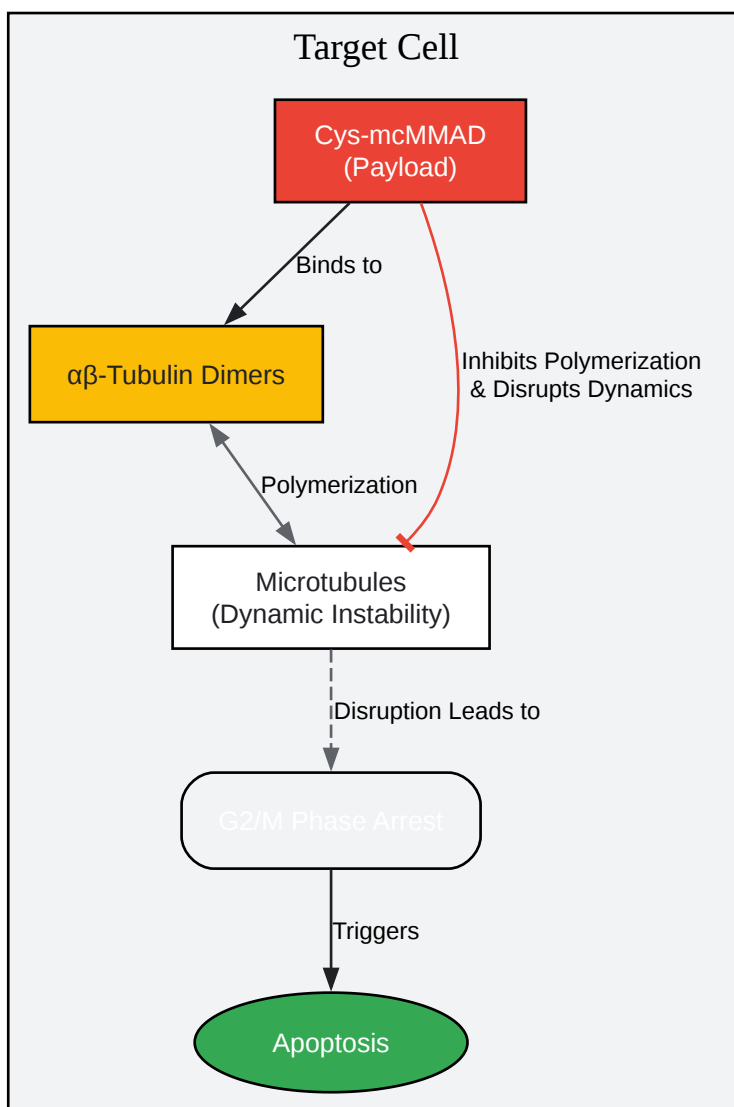 Target Cell
Cys-mcMMAD
(Payload)
Binds to
αβ-Tubulin Dimers
Inhibits Polymerization
& Disrupts Dynamics
Polymerization
Microtubules
(Dynamic Instability)
Disruption Leads to
G2/M Phase Arrest
Triggers
Apoptosis